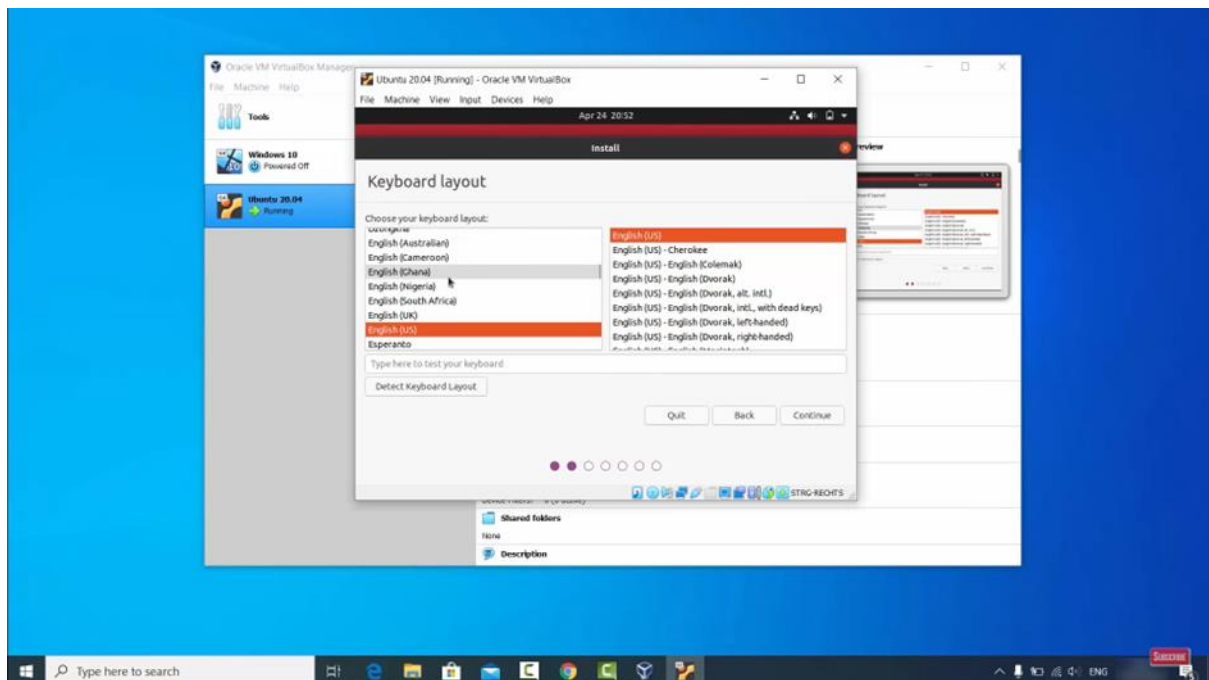 Oracle VM VirtualBox Manager
File Machine Help
Tools
Windows 10
Powered Off
Ubuntu 20.04
Running
Ubuntu 20.04 [Running] - Oracle VM VirtualBox
File Machine View Input Devices Help
Apr 24 20:52
Install
Keyboard layout
Choose your keyboard layout:
Dzongkha
English (Australian)
English (Cameroon)
English (Ghana)
English (Nigeria)
English (South Africa)
English (UK)
English (US)
Esperanto
English (US)
English (US) - Cherokee
English (US) - English (Colemak)
English (US) - English (Dvorak)
English (US) - English (Dvorak, alt. intl.)
English (US) - English (Dvorak, intl., with dead keys)
English (US) - English (Dvorak, left-handed)
English (US) - English (Dvorak, right-handed)
English (US) - English (Macintosh)
Type here to test your keyboard
Detect Keyboard Layout
Quit Back Continue
STRG-RECHTS
Shared folders
None
Description
Type here to search
ENG
SUBSCRIBE